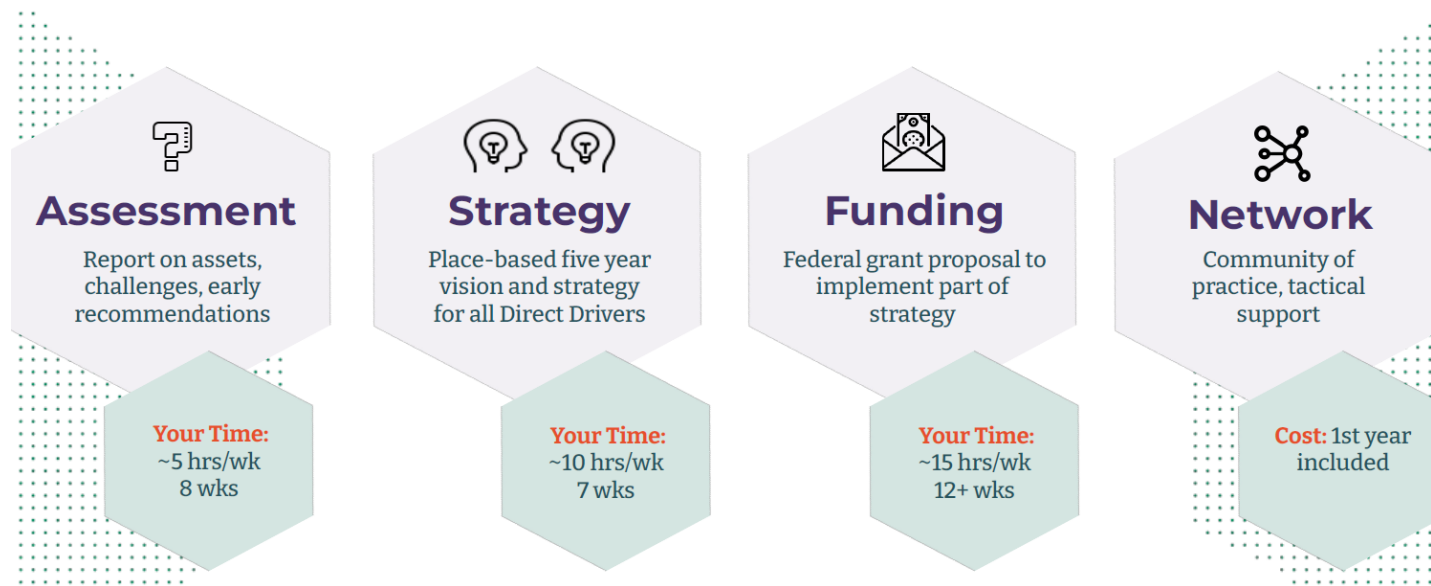 Assessment
Report on assets,
challenges, early
recommendations
Your Time:
~5 hrs/wk
8 wks
Strategy
Place-based five year
vision and strategy
for all Direct Drivers
Your Time:
~10 hrs/wk
7 wks
Funding
Federal grant proposal to
implement part of
strategy
Your Time:
~15 hrs/wk
12+ wks
Network
Community of
practice, tactical
support
Cost: 1st year
included